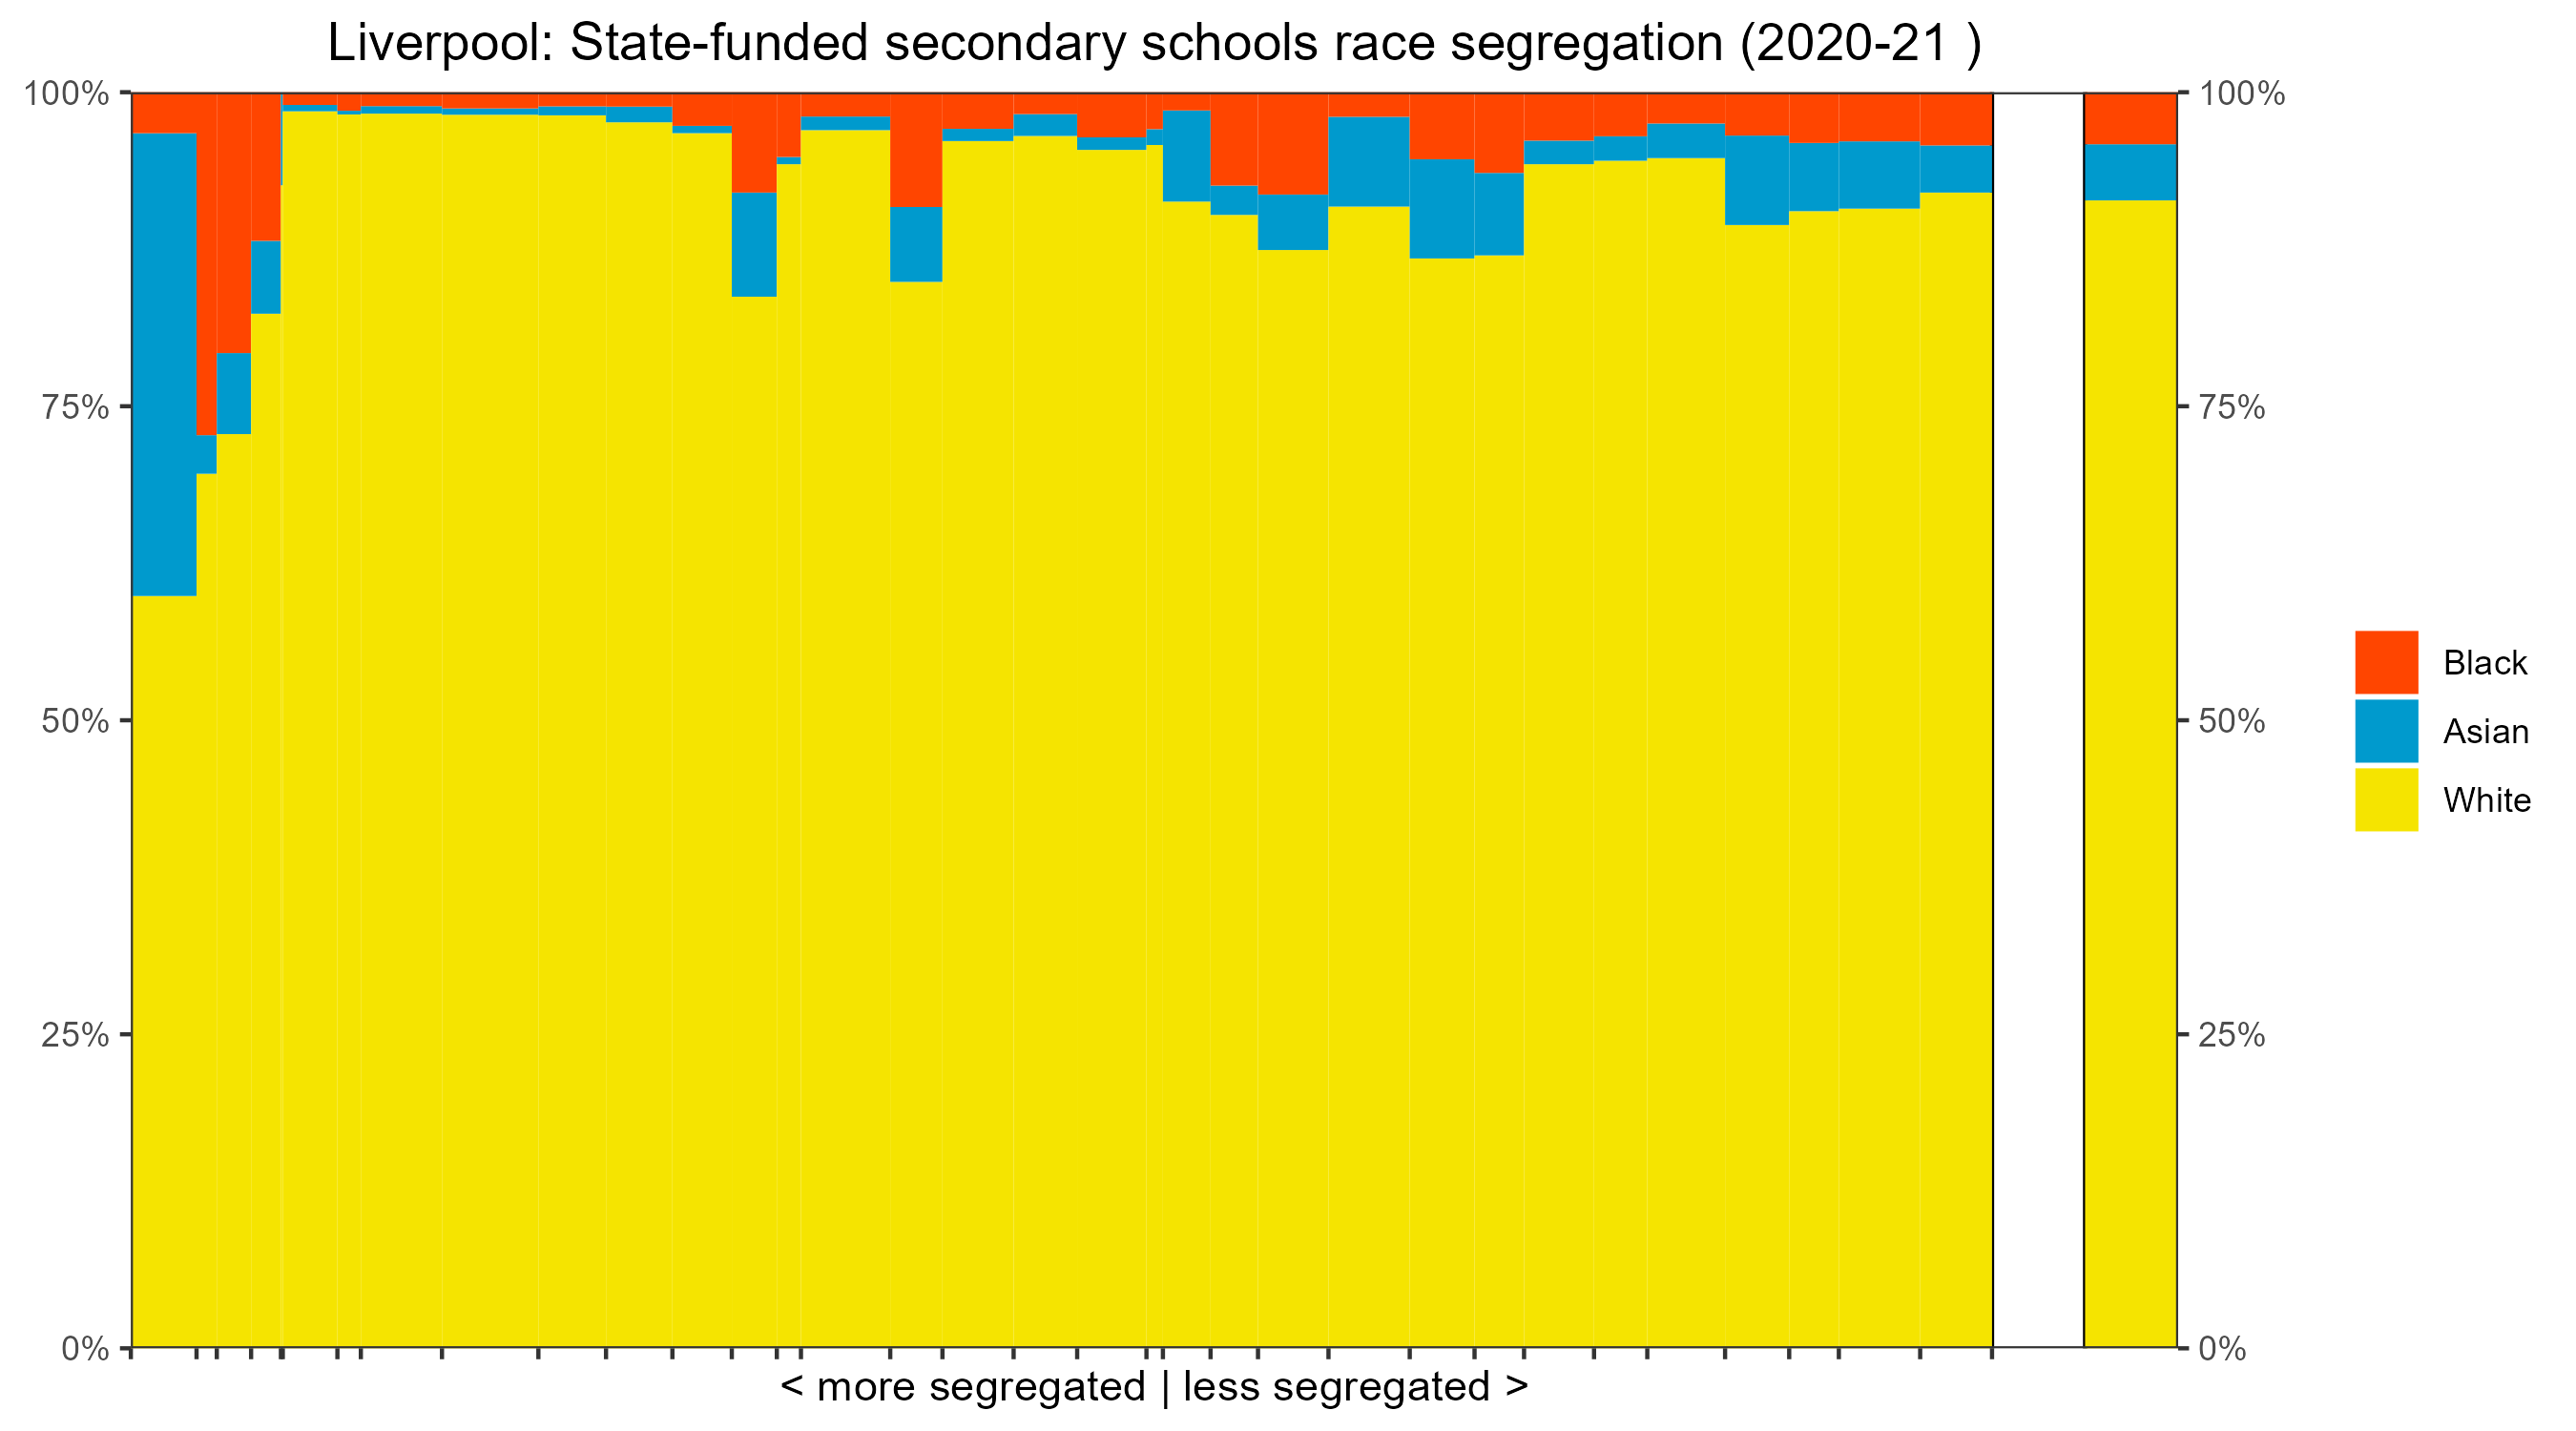 Liverpool: State-funded secondary schools race segregation (2020-21 )
100%
75%
50%
25%
0%
100%
75%
50%
25%
0%
< more segregated | less segregated >
Black
Asian
White